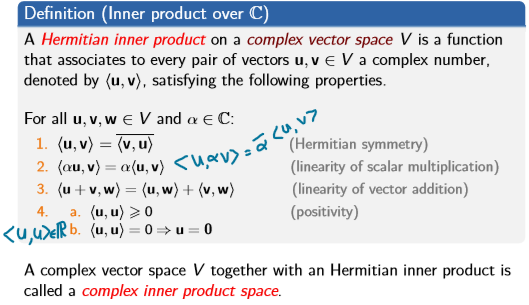 Definition (Inner product over ℂ)
A Hermitian inner product on a complex vector space V is a function
that associates to every pair of vectors u, v ∈ V a complex number,
denoted by ⟨u, v⟩, satisfying the following properties.
For all u, v, w ∈ V and α ∈ ℂ:
1. ⟨u, v⟩ = \overline{⟨v, u⟩} (Hermitian symmetry)
⟨u, αv⟩ = ᾱ⟨u, v⟩
2. ⟨αu, v⟩ = α⟨u, v⟩ (linearity of scalar multiplication)
3. ⟨u + v, w⟩ = ⟨u, w⟩ + ⟨v, w⟩ (linearity of vector addition)
4. a. ⟨u, u⟩ ⩾ 0 (positivity)
⟨u, u⟩ ∈ ℝ b. ⟨u, u⟩ = 0 ⇒ u = 0
A complex vector space V together with an Hermitian inner product is
called a complex inner product space.